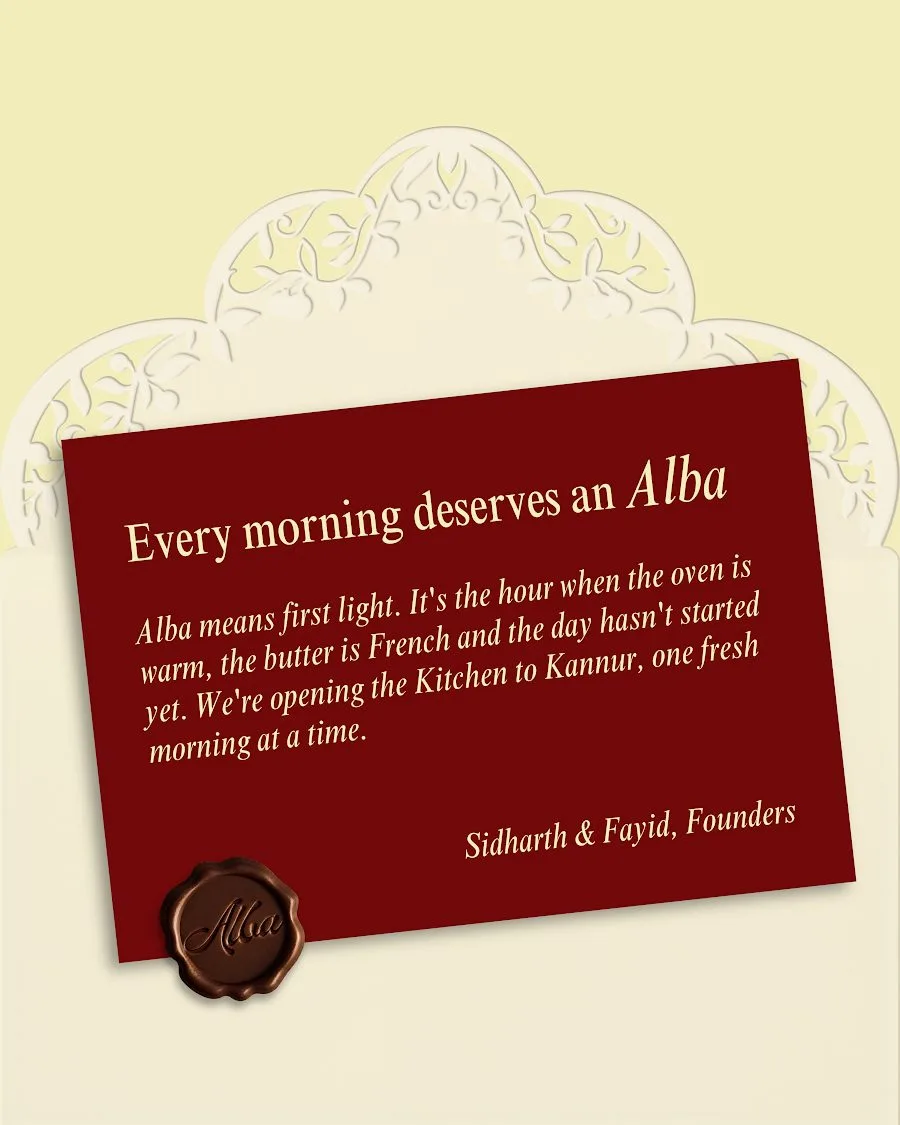 Every morning deserves an Alba
Alba means first light. It's the hour when the oven is
warm, the butter is French and the day hasn't started
yet. We're opening the Kitchen to Kannur, one fresh
morning at a time.
Sidharth & Fayid, Founders
Alba